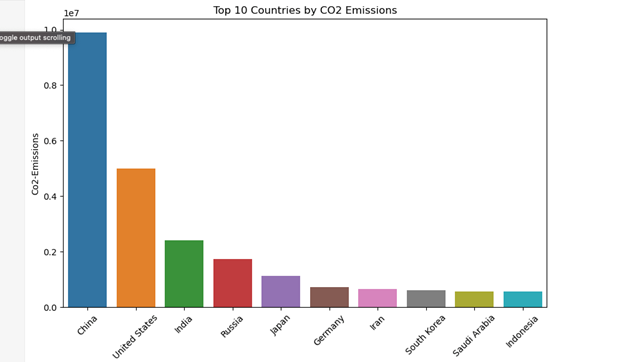 Top 10 Countries by CO2 Emissions
1e7
oggle output scrolling
1.0
0.8
0.6
0.4
0.2
0.0
Co2-Emissions
China
United States
India
Russia
Japan
Germany
Iran
South Korea
Saudi Arabia
Indonesia